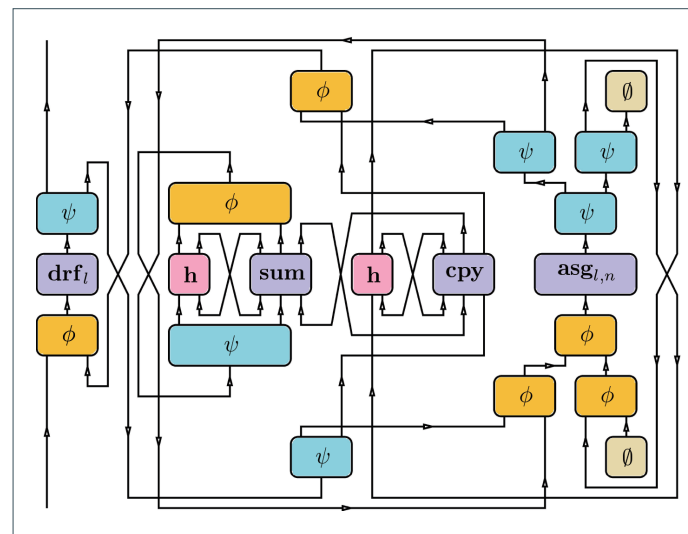 ϕ ∅
ψ ψ
ψ ϕ ψ
drf_l h sum h cpy asg_{l,n}
ϕ ψ ϕ
ϕ ϕ
ψ ∅